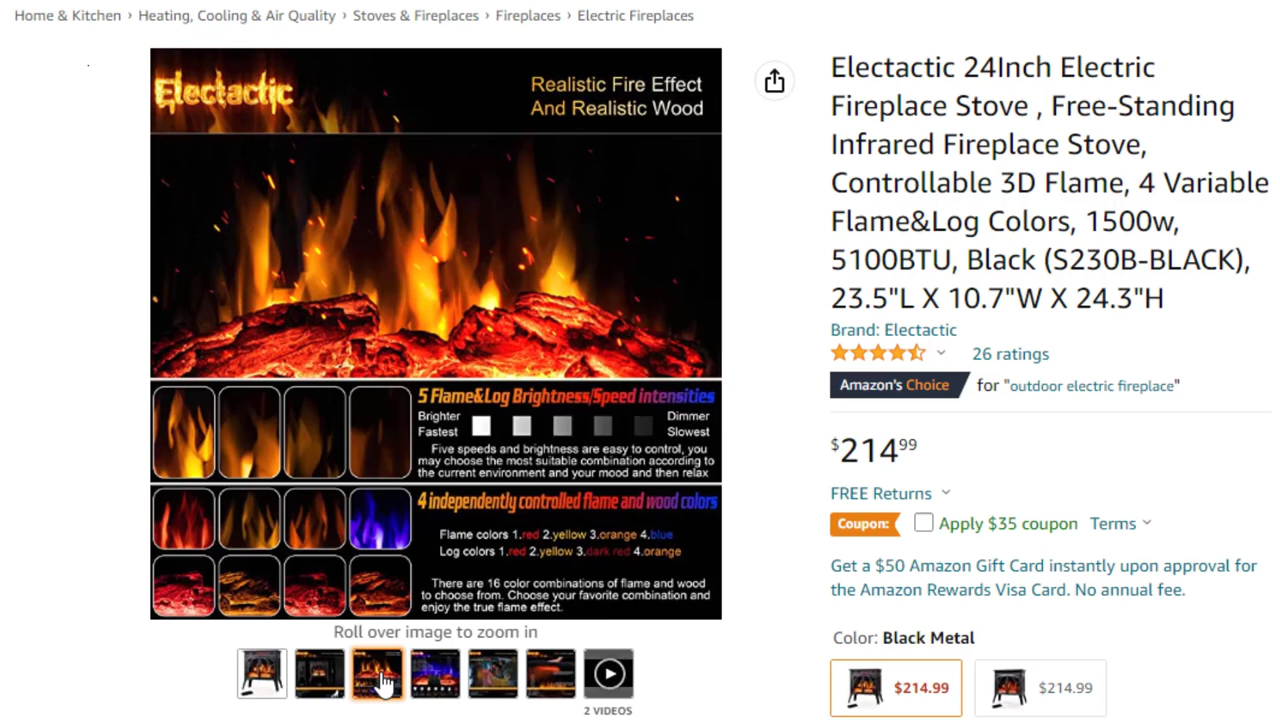 Home & Kitchen › Heating, Cooling & Air Quality › Stoves & Fireplaces › Fireplaces › Electric Fireplaces
Electactic
Realistic Fire Effect
And Realistic Wood
5 Flame&Log Brightness/Speed intensities
Brighter
Fastest
Dimmer
Slowest
Five speeds and brightness are easy to control, you
may choose the most suitable combination according to
the current environment and your mood and then relax
4 independently controlled flame and wood colors
Flame colors 1.red 2.yellow 3.orange 4.blue
Log colors 1.red 2.yellow 3.dark red 4.orange
There are 16 color combinations of flame and wood
to choose from. Choose your favorite combination and
enjoy the true flame effect.
Roll over image to zoom in
2 VIDEOS
Electactic 24Inch Electric
Fireplace Stove , Free-Standing
Infrared Fireplace Stove,
Controllable 3D Flame, 4 Variable
Flame&Log Colors, 1500w,
5100BTU, Black (S230B-BLACK),
23.5"L X 10.7"W X 24.3"H
Brand: Electactic
26 ratings
Amazon's Choice for "outdoor electric fireplace"
$21499
FREE Returns
Coupon: Apply $35 coupon Terms
Get a $50 Amazon Gift Card instantly upon approval for
the Amazon Rewards Visa Card. No annual fee.
Color: Black Metal
$214.99 $214.99